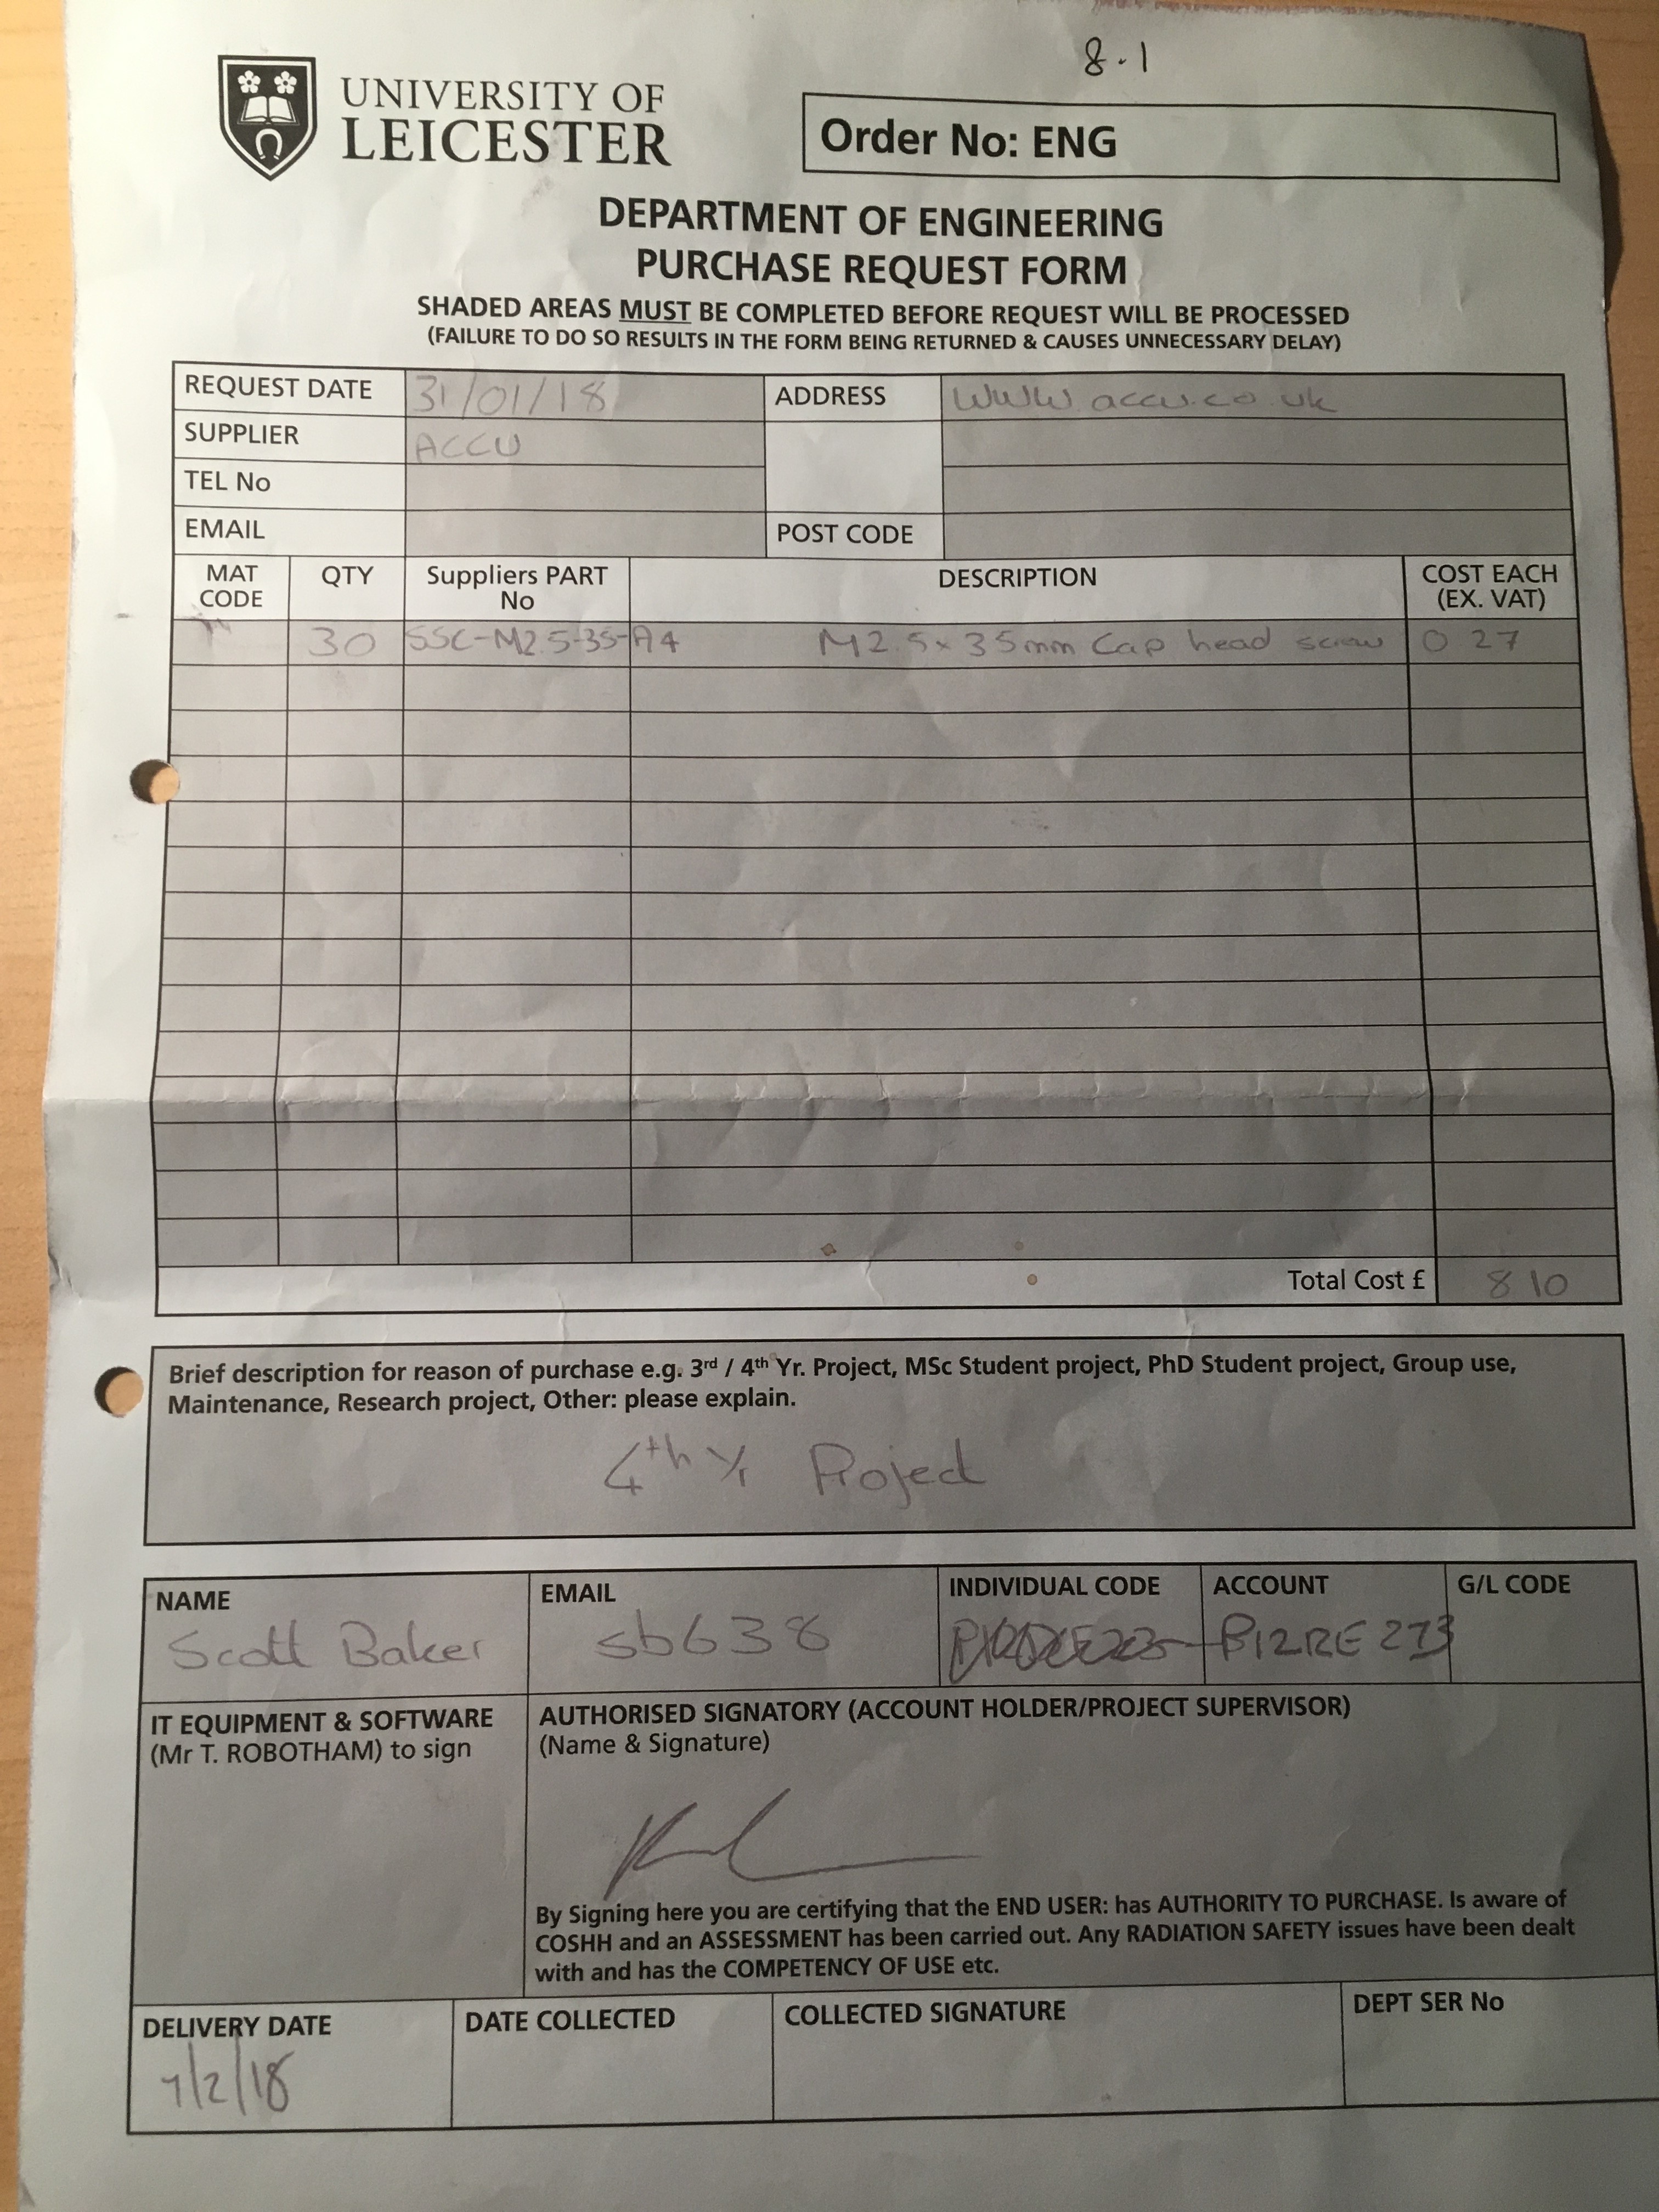 8.1
UNIVERSITY OF
LEICESTER
Order No: ENG
DEPARTMENT OF ENGINEERING
PURCHASE REQUEST FORM
SHADED AREAS MUST BE COMPLETED BEFORE REQUEST WILL BE PROCESSED
(FAILURE TO DO SO RESULTS IN THE FORM BEING RETURNED & CAUSES UNNECESSARY DELAY)
REQUEST DATE 31/01/18 ADDRESS www.accu.co.uk
SUPPLIER ACCU
TEL No
EMAIL POST CODE
MAT CODE QTY Suppliers PART No DESCRIPTION COST EACH (EX. VAT)
30 SSC-M2.5-35-A4 M2.5x35mm Cap head screw 0 27
Total Cost £ 8 10
Brief description for reason of purchase e.g. 3rd / 4th Yr. Project, MSc Student project, PhD Student project, Group use,
Maintenance, Research project, Other: please explain.
4th Yr Project
NAME EMAIL INDIVIDUAL CODE ACCOUNT G/L CODE
Scott Baker sb638 P12RE273
IT EQUIPMENT & SOFTWARE
(Mr T. ROBOTHAM) to sign
AUTHORISED SIGNATORY (ACCOUNT HOLDER/PROJECT SUPERVISOR)
(Name & Signature)
By Signing here you are certifying that the END USER: has AUTHORITY TO PURCHASE. Is aware of
COSHH and an ASSESSMENT has been carried out. Any RADIATION SAFETY issues have been dealt
with and has the COMPETENCY OF USE etc.
DELIVERY DATE DATE COLLECTED COLLECTED SIGNATURE DEPT SER No
7/2/18